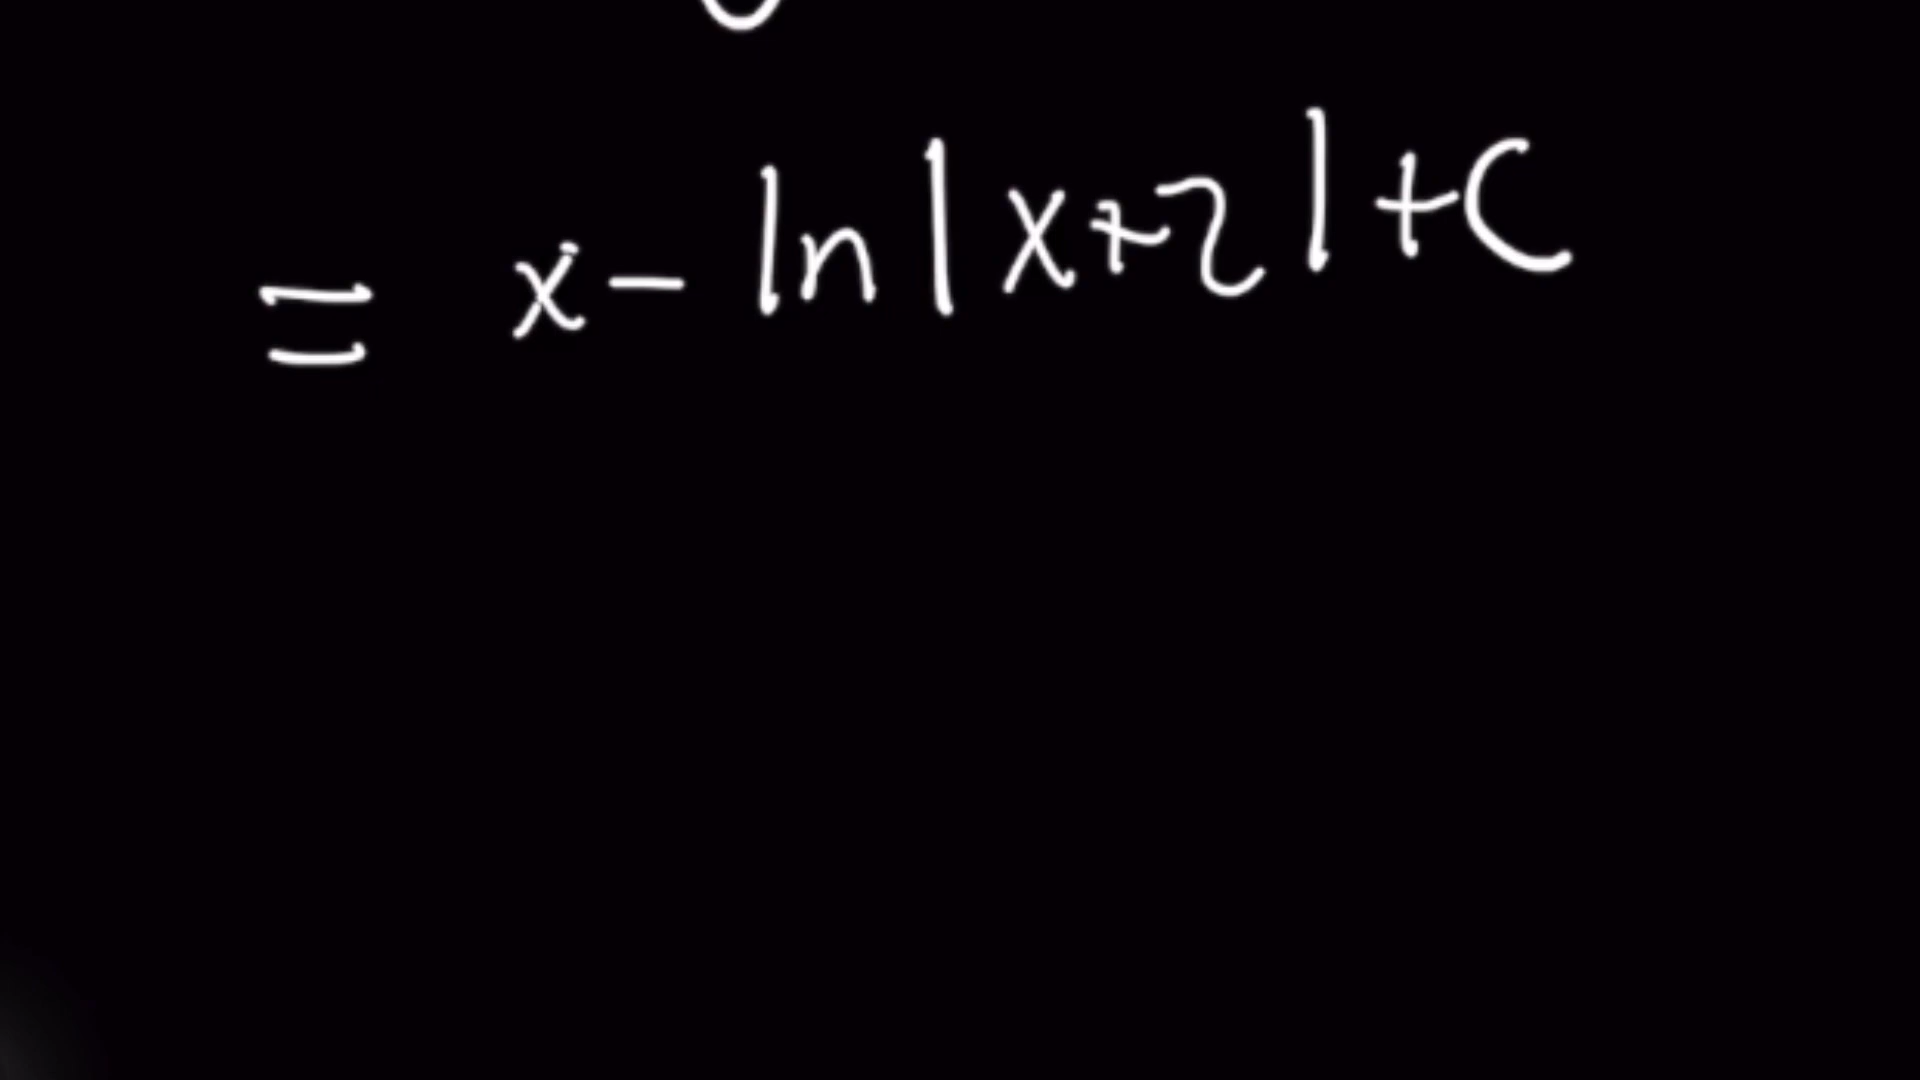 = x - ln |x+2| + C